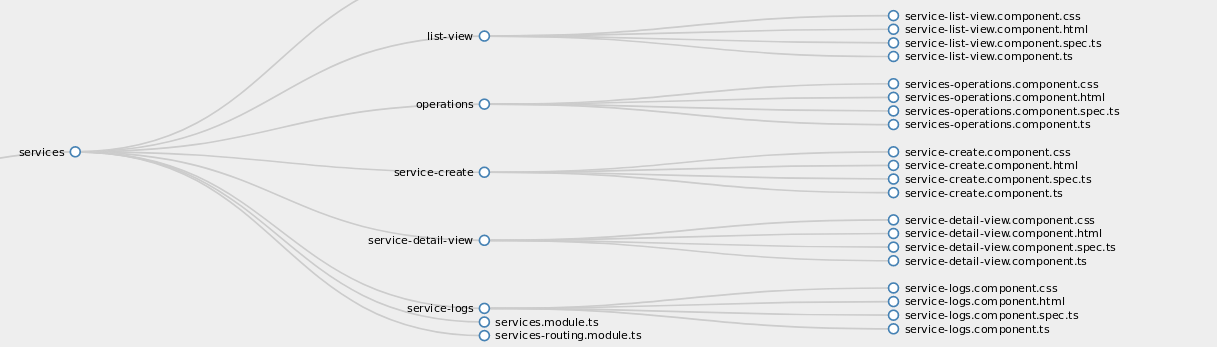 services
list-view
service-list-view.component.css
service-list-view.component.html
service-list-view.component.spec.ts
service-list-view.component.ts
operations
services-operations.component.css
services-operations.component.html
services-operations.component.spec.ts
services-operations.component.ts
service-create
service-create.component.css
service-create.component.html
service-create.component.spec.ts
service-create.component.ts
service-detail-view
service-detail-view.component.css
service-detail-view.component.html
service-detail-view.component.spec.ts
service-detail-view.component.ts
service-logs
service-logs.component.css
service-logs.component.html
service-logs.component.spec.ts
service-logs.component.ts
services.module.ts
services-routing.module.ts